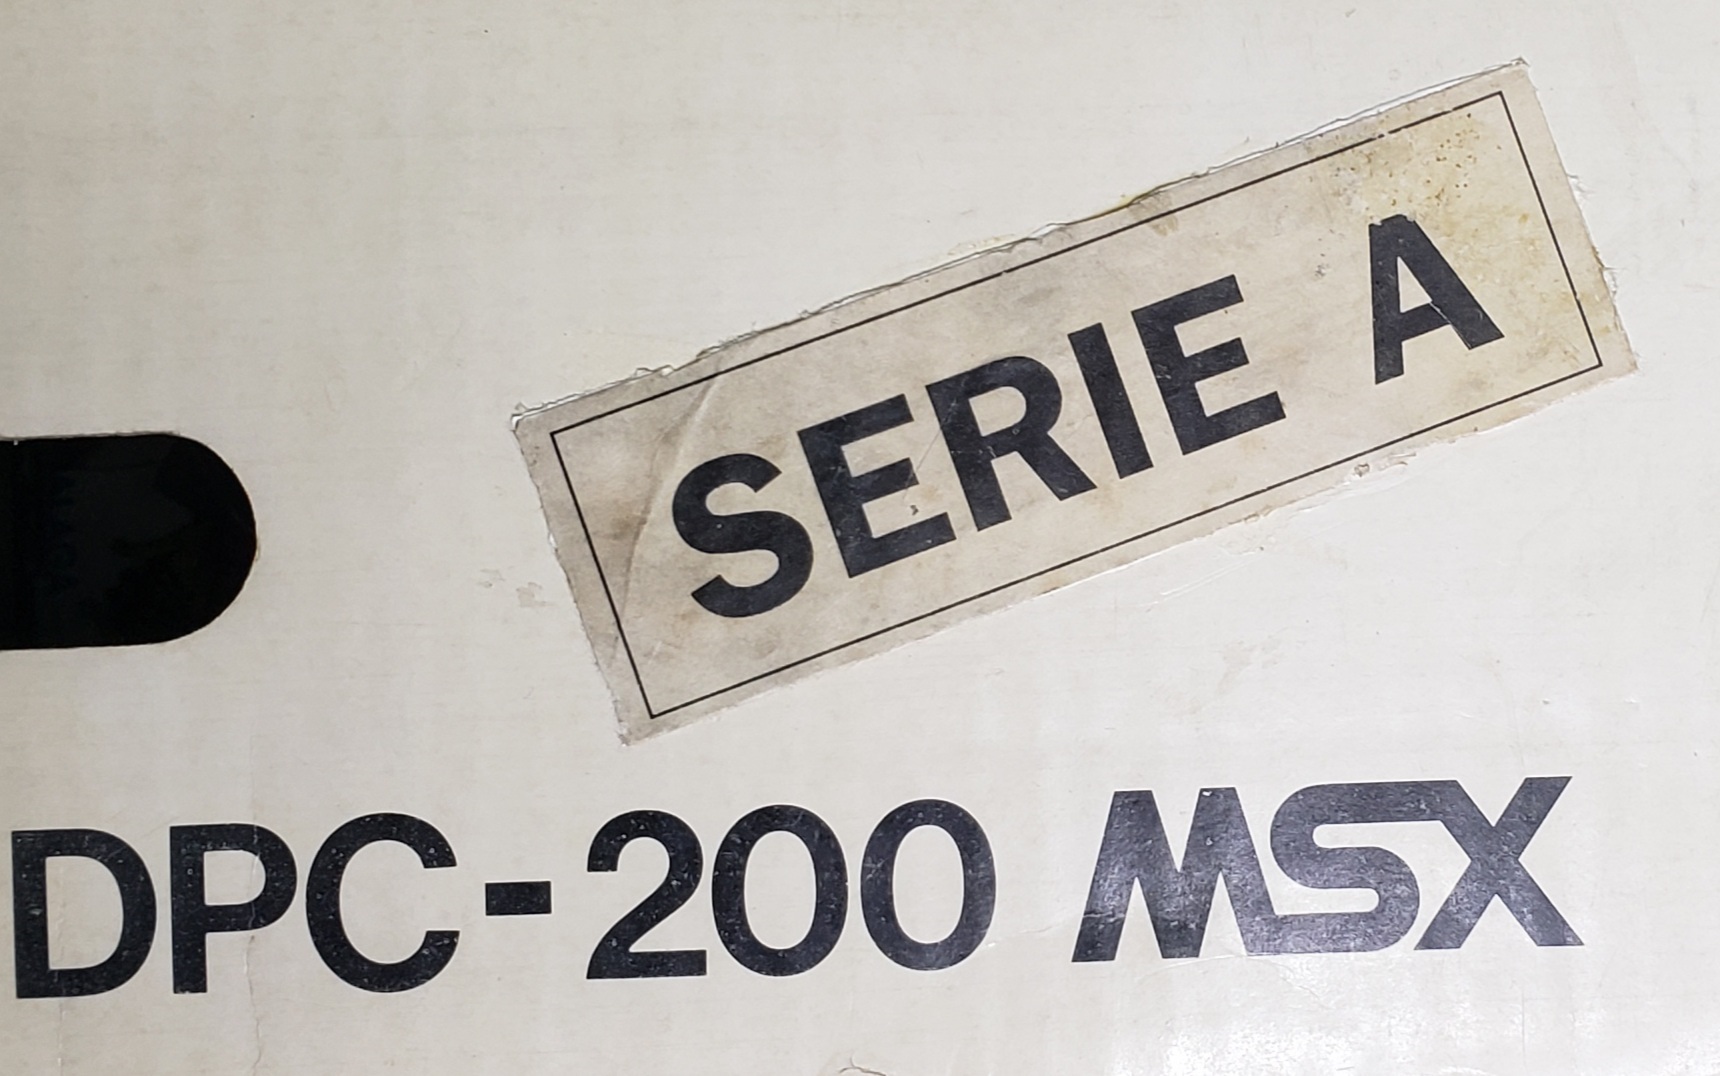 SERIE A
DPC-200 MSX